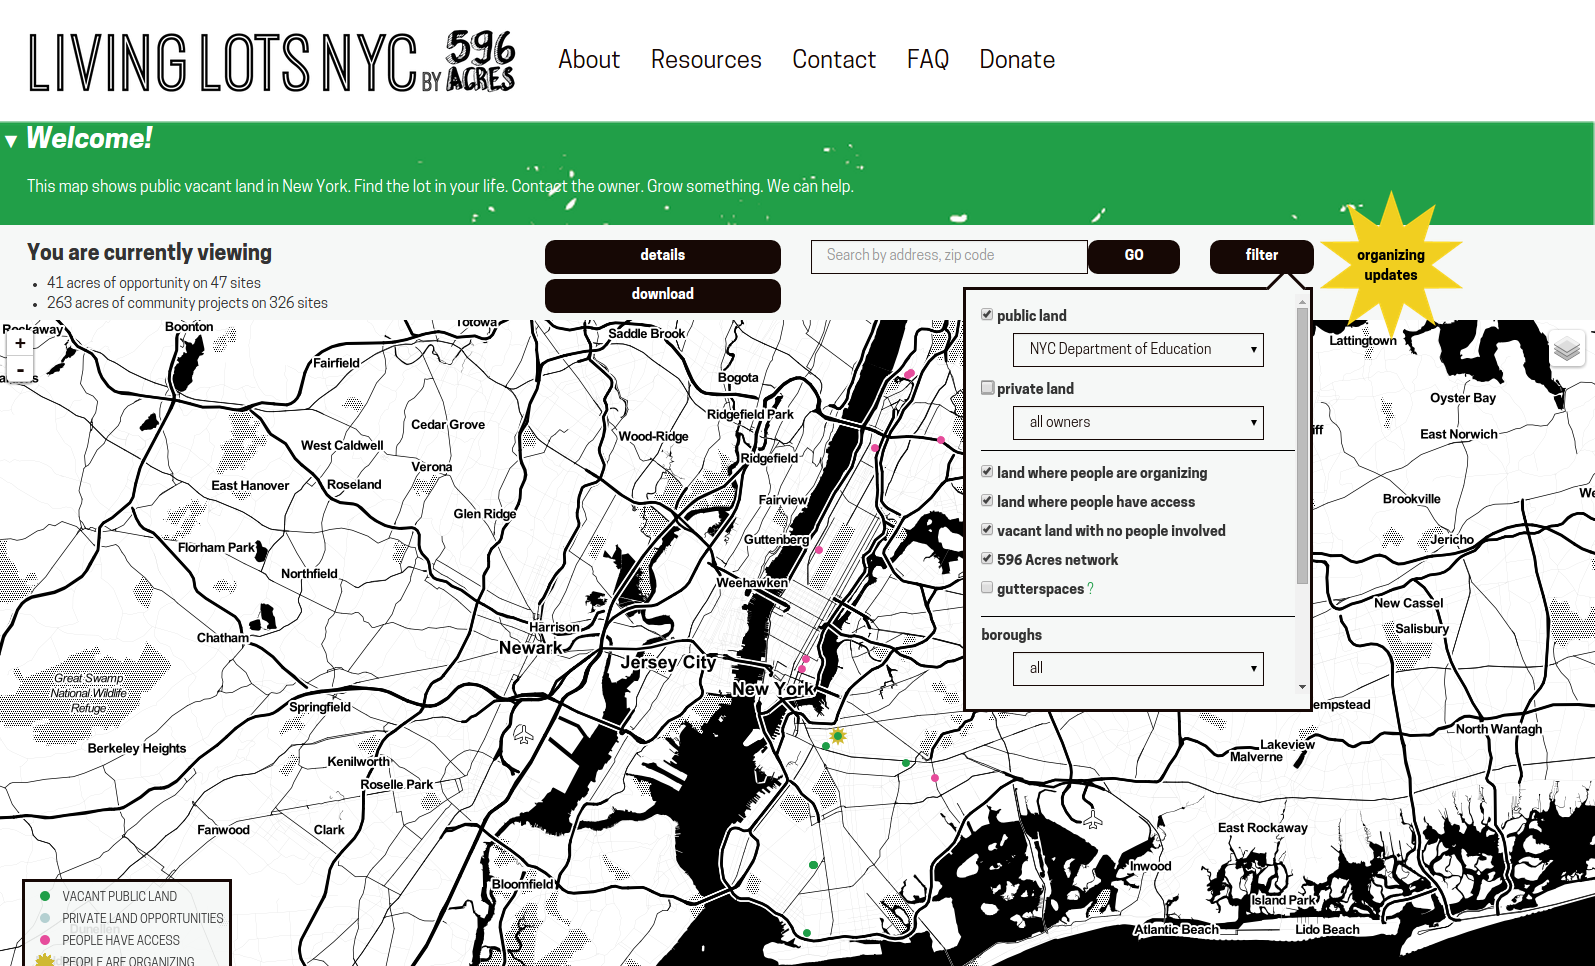 LIVING LOTS NYC BY 596 ACRES
About Resources Contact FAQ Donate
▾ Welcome!
This map shows public vacant land in New York. Find the lot in your life. Contact the owner. Grow something. We can help.
You are currently viewing
• 41 acres of opportunity on 47 sites
• 263 acres of community projects on 326 sites
details
download
Search by address, zip code
GO
filter
organizing
updates
public land
NYC Department of Education
private land
all owners
land where people are organizing
land where people have access
vacant land with no people involved
596 Acres network
gutterspaces ?
boroughs
all
+
-
Rockaway
Boonton
Totowa
Saddle Brook
Fairfield
Bogota
Ridgefield Park
Cedar Grove
Wood-Ridge
West Caldwell
Ridgefield
Verona
East Hanover
Roseland
Fairview
Glen Ridge
Guttenberg
Florham Park
Northfield
Weehawken
Harrison
Chatham
Newark
Jersey City
New York
Great Swamp
National Wildlife
Refuge
Springfield
Berkeley Heights
Kenilworth
Roselle Park
Fanwood
Clark
Bloomfield
Dunellen
Lattingtown
Oyster Bay
East Norwich
Brookville
Jericho
New Cassel
Salisbury
empstead
North Wantagh
Lakeview
Malverne
East Rockaway
Inwood
Island Park
Atlantic Beach
Lido Beach
iff
We
VACANT PUBLIC LAND
PRIVATE LAND OPPORTUNITIES
PEOPLE HAVE ACCESS
PEOPLE ARE ORGANIZING